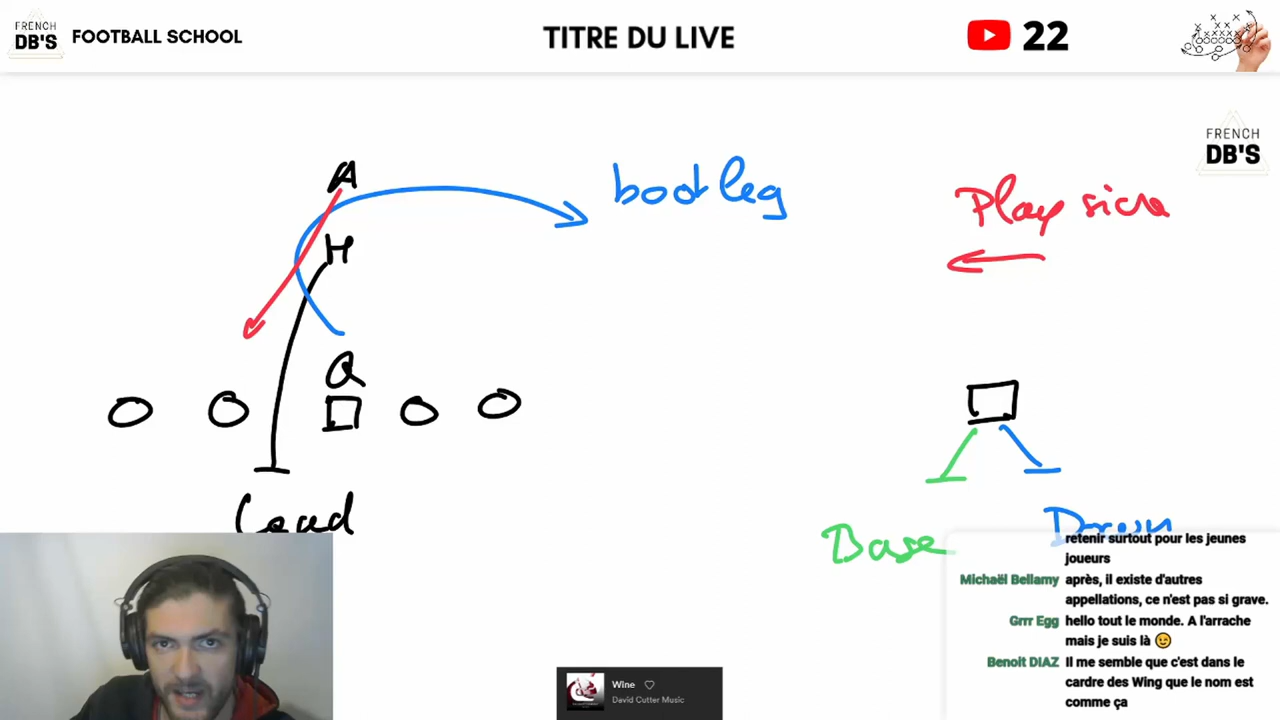 FRENCH
DB'S
FOOTBALL SCHOOL
TITRE DU LIVE
22
FRENCH
DB'S
A
bootleg
Play
H
Q
Lead
Base
Down
retenir surtout pour les jeunes
joueurs
Michaël Bellamy après, il existe d'autres
appellations, ce n'est pas si grave.
Grrr Egg hello tout le monde. A l'arrache
mais je suis là 😉
Benoit DIAZ Il me semble que c'est dans le
cardre des Wing que le nom est
comme ça
Wine
David Cutter Music